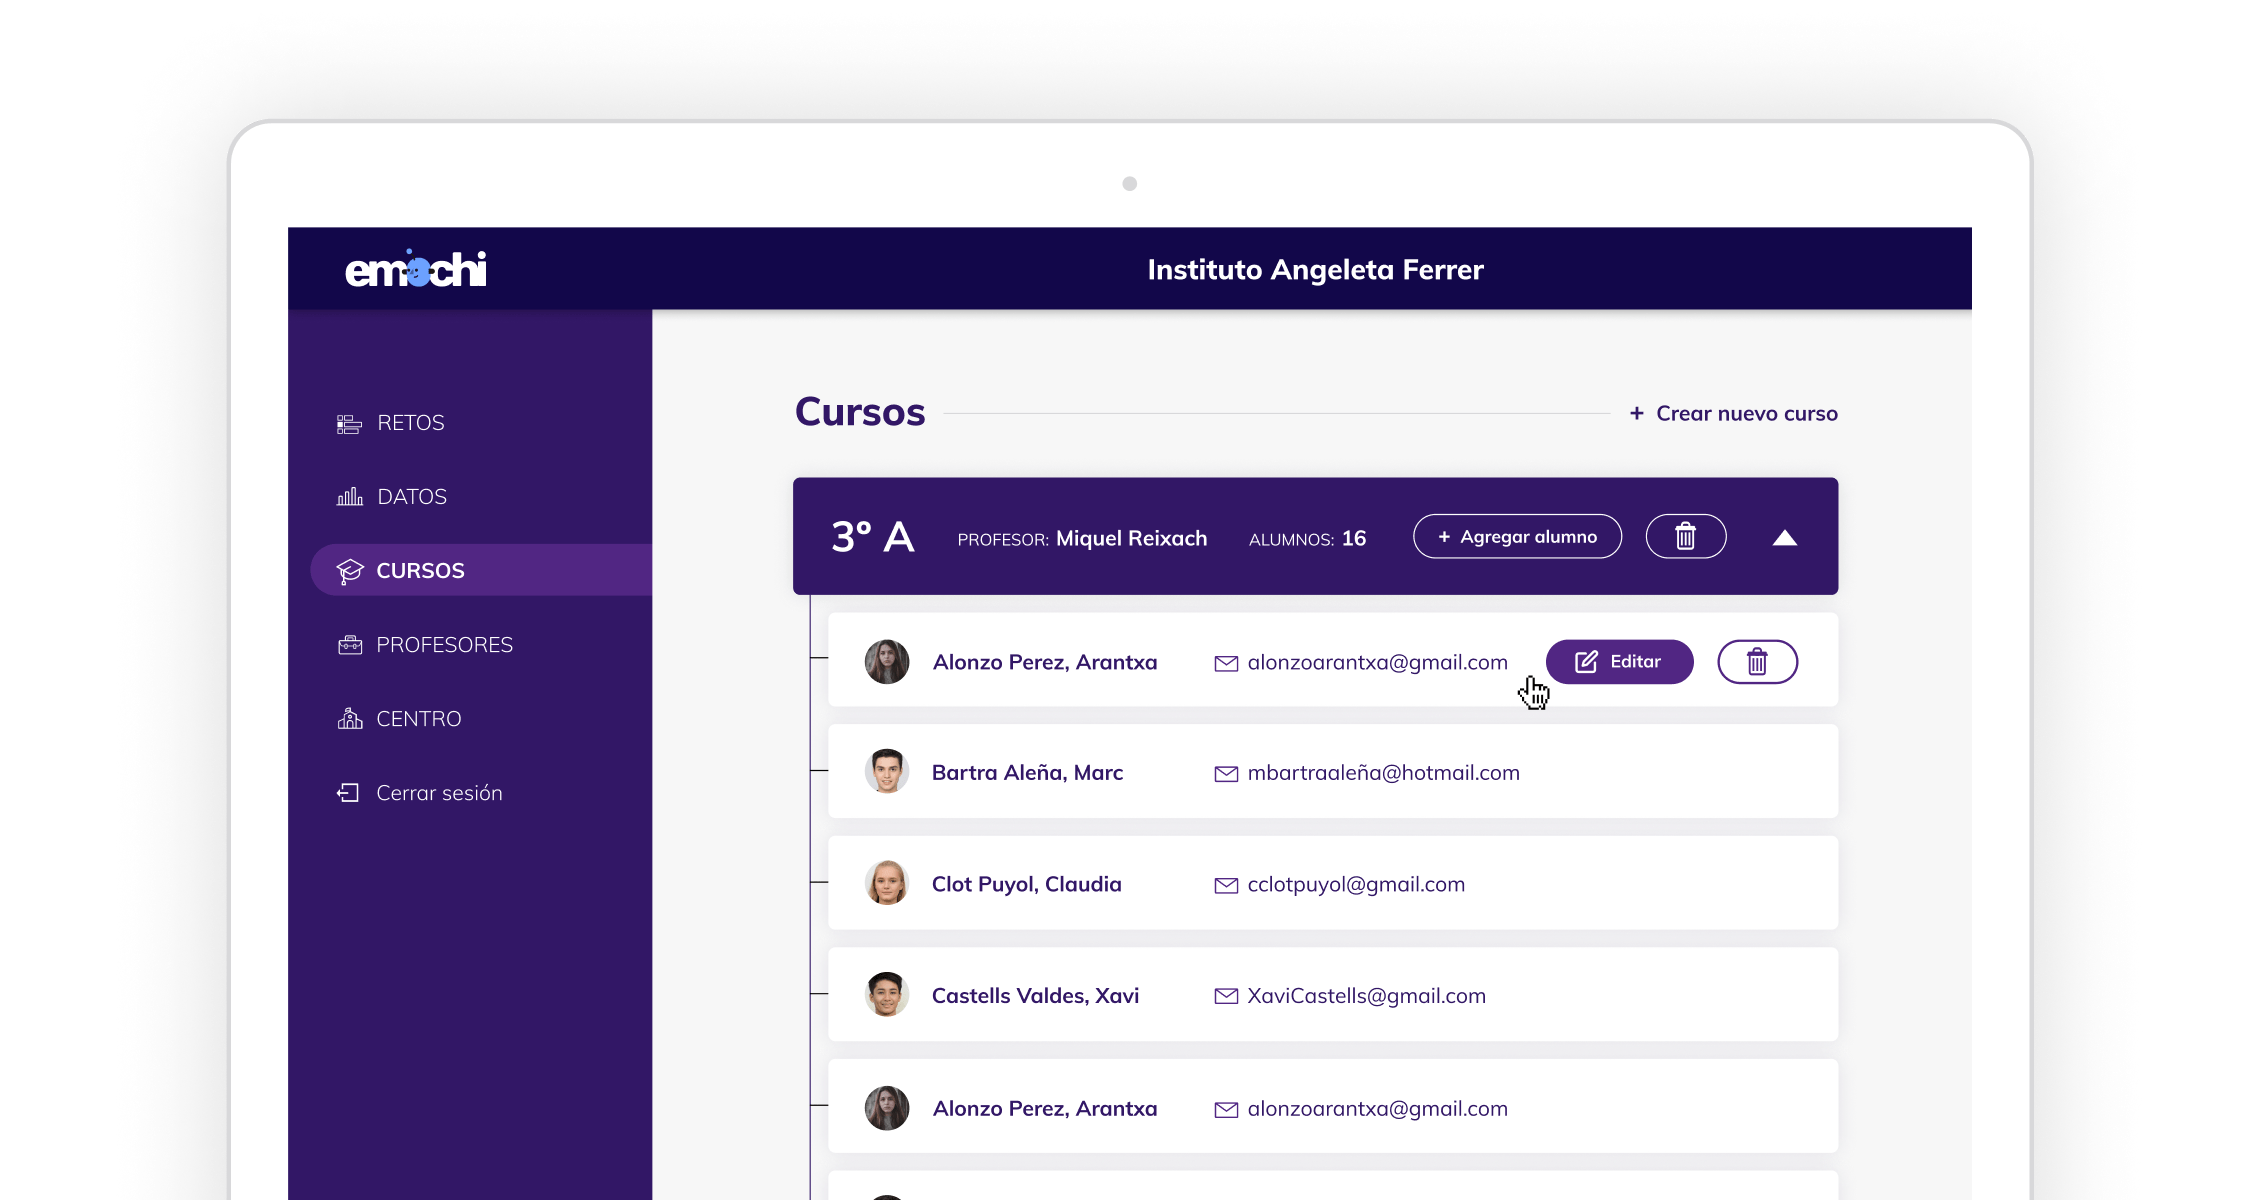 emochi
Instituto Angeleta Ferrer
RETOS
DATOS
CURSOS
PROFESORES
CENTRO
Cerrar sesión
Cursos
+ Crear nuevo curso
3º A PROFESOR: Miquel Reixach ALUMNOS: 16 + Agregar alumno
Alonzo Perez, Arantxa alonzoarantxa@gmail.com Editar
Bartra Aleña, Marc mbartraaleña@hotmail.com
Clot Puyol, Claudia cclotpuyol@gmail.com
Castells Valdes, Xavi XaviCastells@gmail.com
Alonzo Perez, Arantxa alonzoarantxa@gmail.com